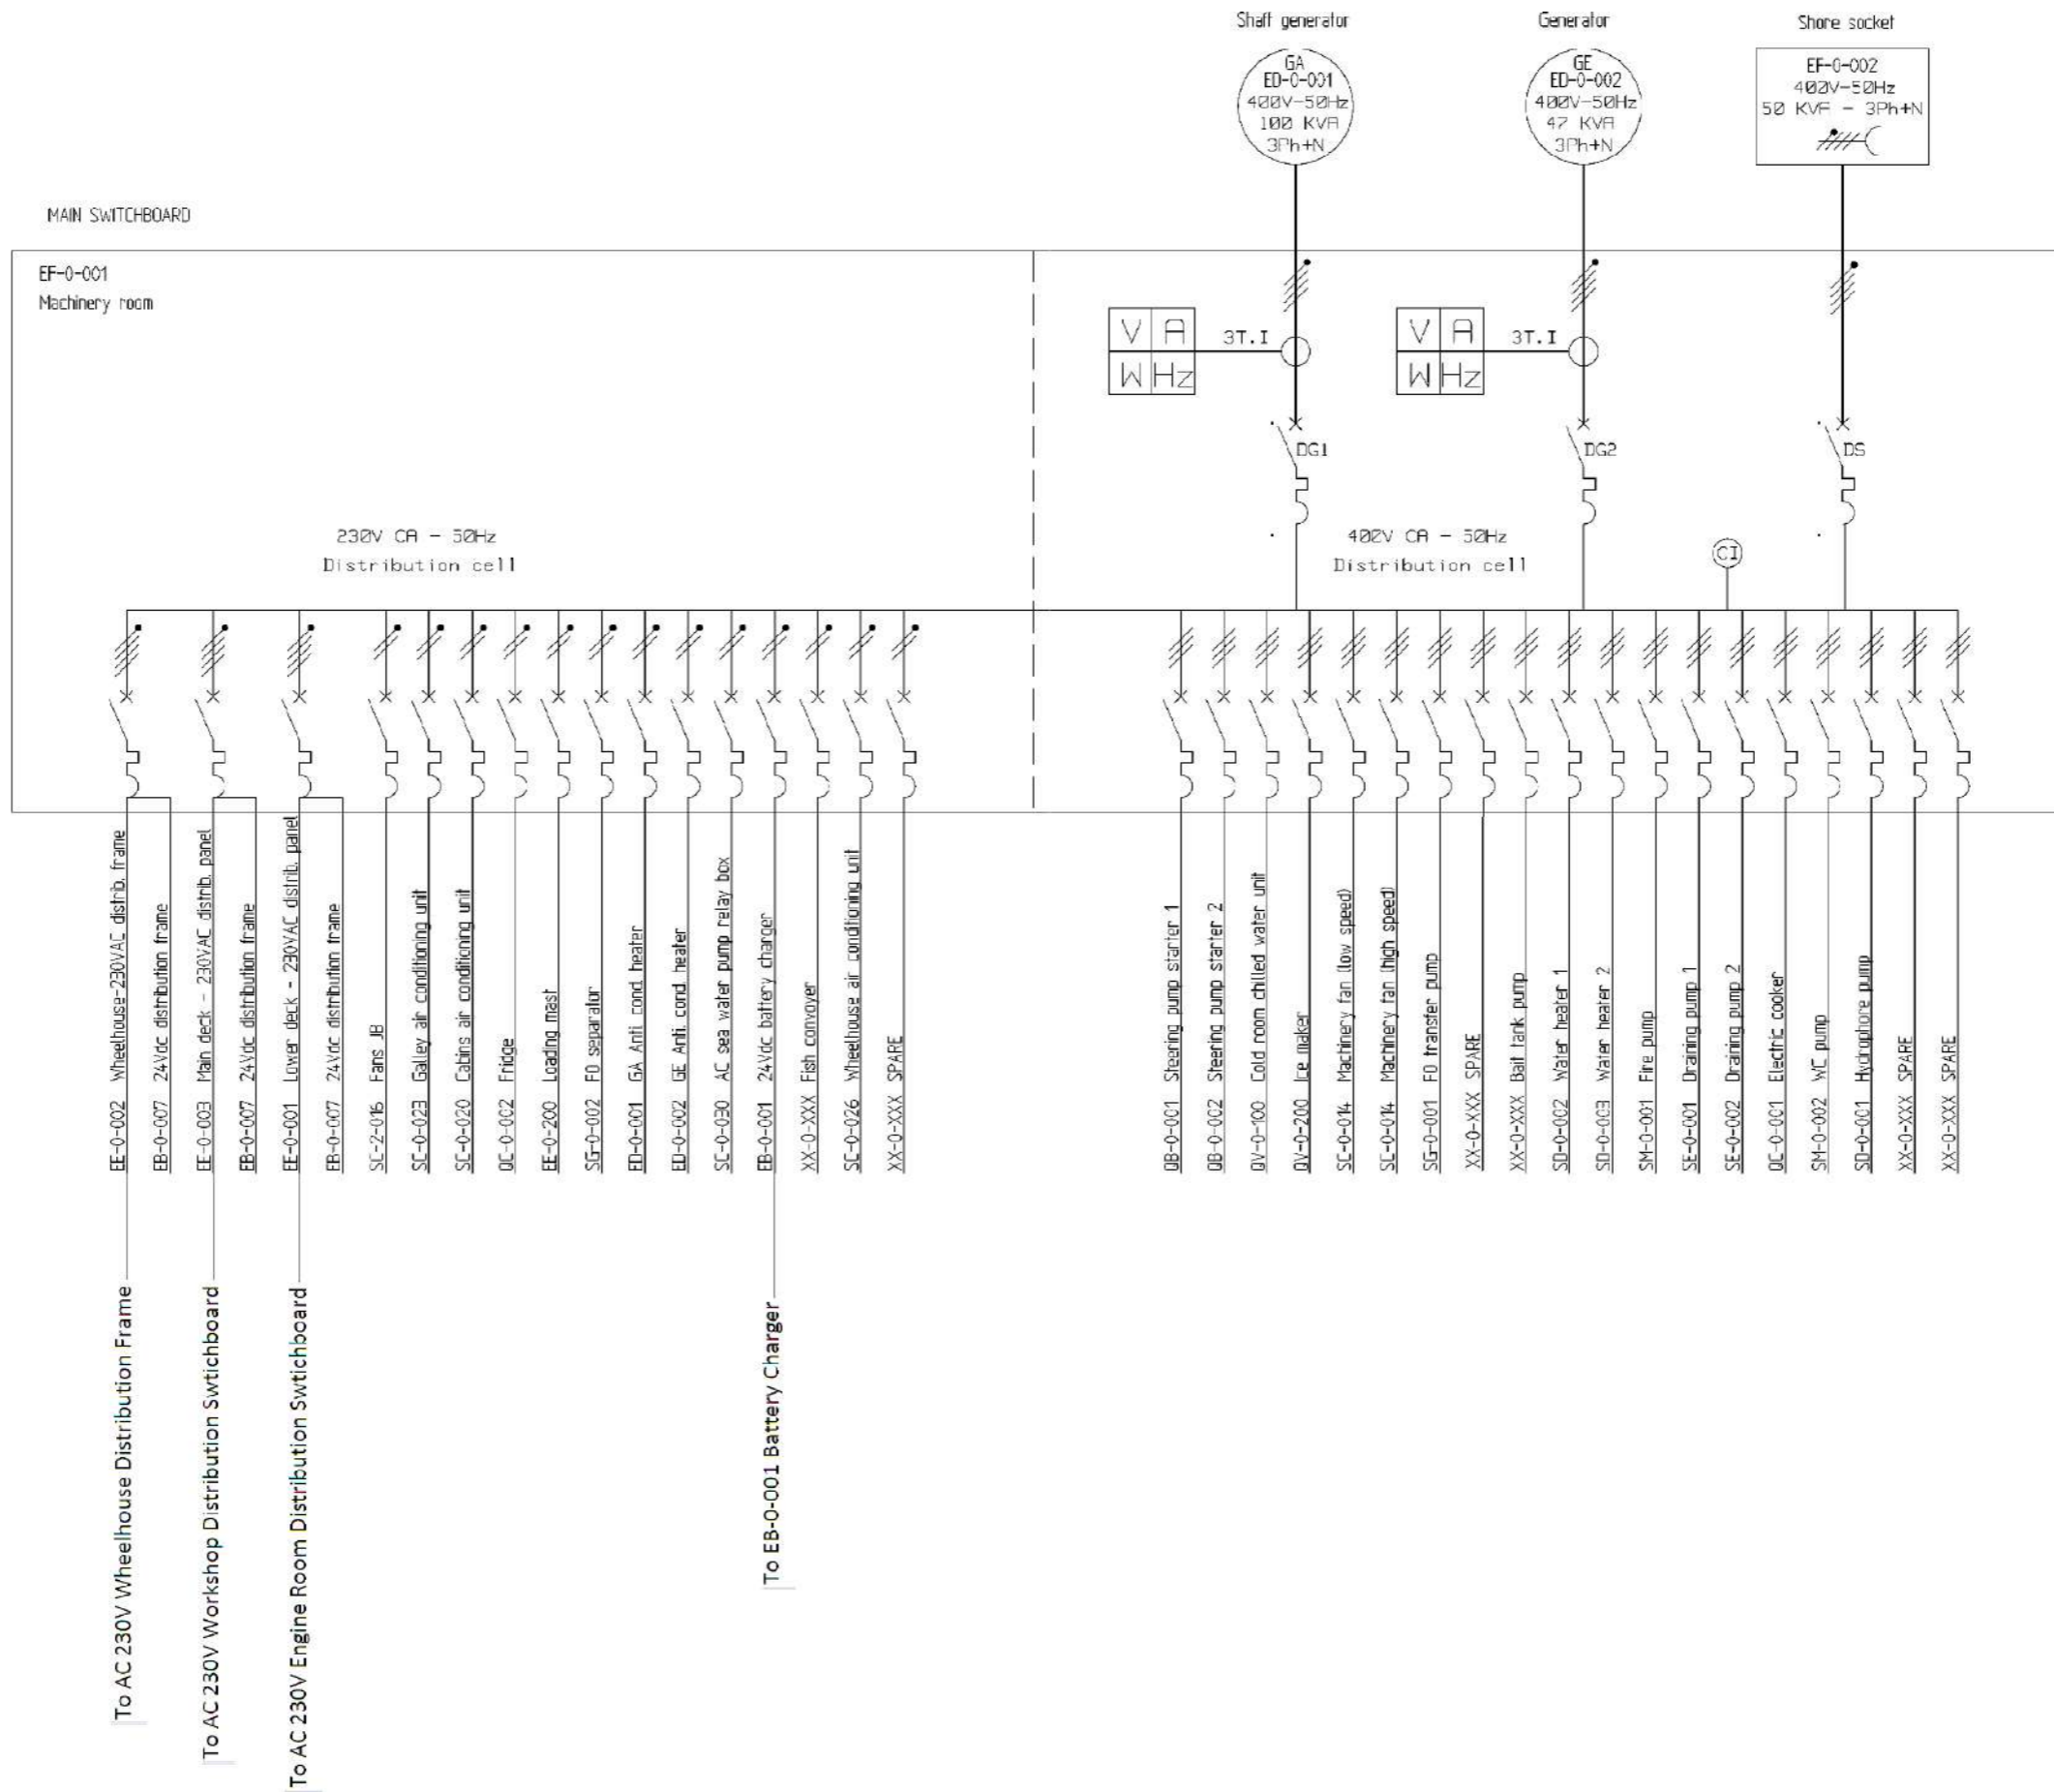 Shaft generator
Generator
Shore socket
GA
ED-0-001
400V-50Hz
100 KVA
3Ph+N
GE
ED-0-002
400V-50Hz
47 KVA
3Ph+N
EF-0-002
400V-50Hz
50 KVA - 3Ph+N
MAIN SWITCHBOARD
EF-0-001
Machinery room
V A
W Hz
3T.I
V A
W Hz
3T.I
DG1
DG2
DS
230V CA - 50Hz
Distribution cell
400V CA - 50Hz
Distribution cell
CI
EE-0-002 Wheelhouse-230VAC distrib. frame
EB-0-007 24Vdc distribution frame
EE-0-003 Main deck - 230VAC distrib. panel
EB-0-007 24Vdc distribution frame
EE-0-001 Lower deck - 230VAC distrib. panel
EB-0-007 24Vdc distribution frame
SC-2-016 Fans JB
SC-0-023 Galley air conditioning unit
SC-0-020 Cabins air conditioning unit
QC-0-002 Fridge
EE-0-200 Loading mast
SG-0-002 FO separator
ED-0-001 GA Anti. cond. heater
ED-0-002 GE Anti. cond. heater
SC-0-030 AC sea water pump relay box
EB-0-001 24Vdc battery charger
XX-0-XXX Fish convoyer
SC-0-026 Wheelhouse air conditioning unit
XX-0-XXX SPARE
QB-0-001 Steering pump starter 1
QB-0-002 Steering pump starter 2
QV-0-100 Cold room chilled water unit
QV-0-200 Ice maker
SC-0-014 Machinery fan (low speed)
SC-0-014 Machinery fan (high speed)
SG-0-001 FO transfer pump
XX-0-XXX SPARE
XX-0-XXX Bait tank pump
SD-0-002 Water heater 1
SD-0-003 Water heater 2
SM-0-001 Fire pump
SE-0-001 Draining pump 1
SE-0-002 Draining pump 2
QC-0-001 Electric cooker
SM-0-002 WC pump
SD-0-001 Hydrophore pump
XX-0-XXX SPARE
XX-0-XXX SPARE
To AC 230V Wheelhouse Distribution Frame
To AC 230V Workshop Distribution Swtichboard
To AC 230V Engine Room Distribution Swtichboard
To EB-0-001 Battery Charger